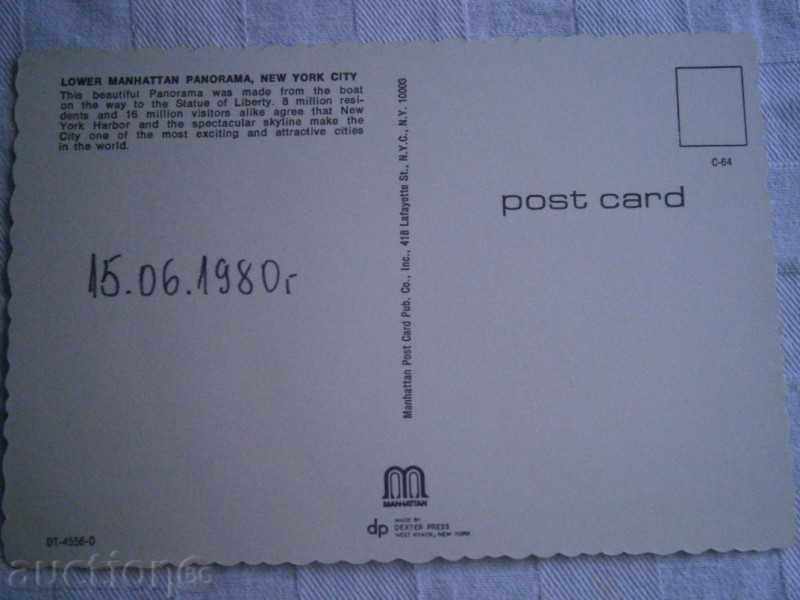 LOWER MANHATTAN PANORAMA, NEW YORK CITY
This beautiful Panorama was made from the boat
on the way to the Statue of Liberty. 8 million resi-
dents and 16 million visitors alike agree that New
York Harbor and the spectacular skyline make the
City one of the most exciting and attractive cities
in the world.
15.06.1980г
Manhattan Post Card Pub. Co., Inc., 418 Lafayette St., N.Y.C., N.Y. 10003
C-64
post card
MANHATTAN
dp
MADE BY
DEXTER PRESS
WEST NYACK, NEW YORK
DT-4556-D
auction.bg